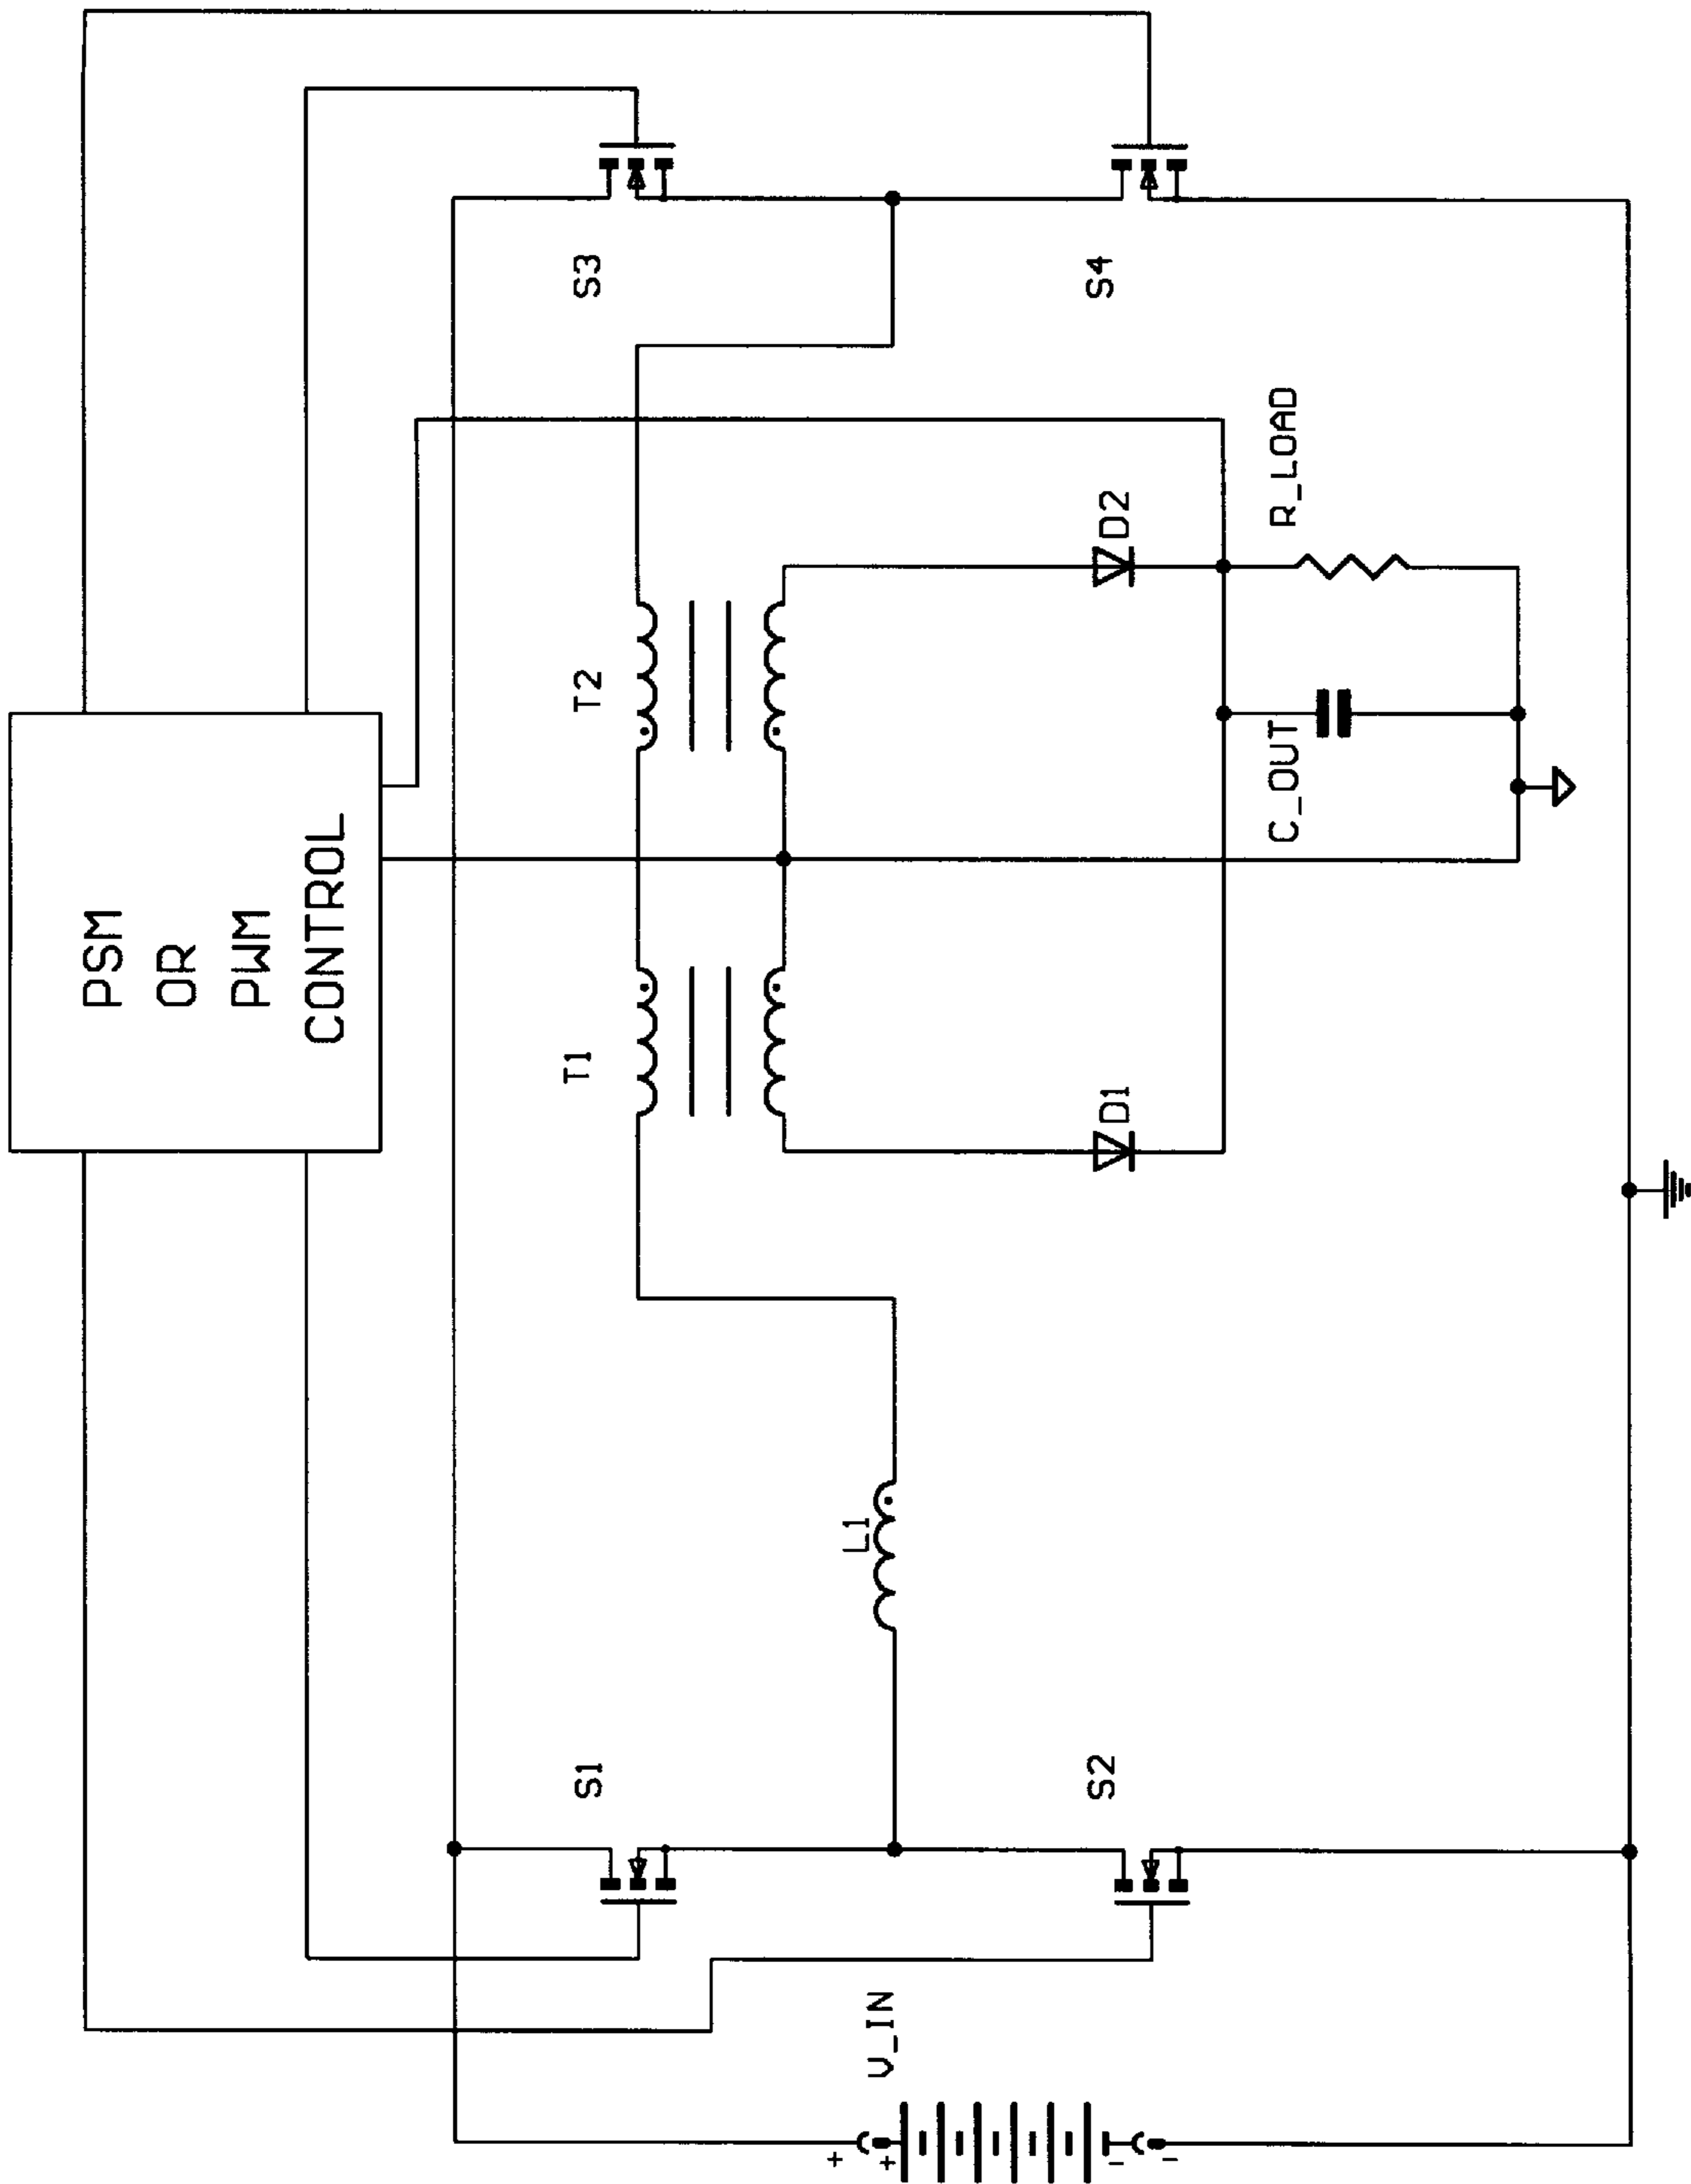 PSM
OR
PWM
CONTROL
V_IN
+
+
-
-
S1
S2
L1
T1
T2
D1
D2
C_OUT
R_LOAD
S3
S4